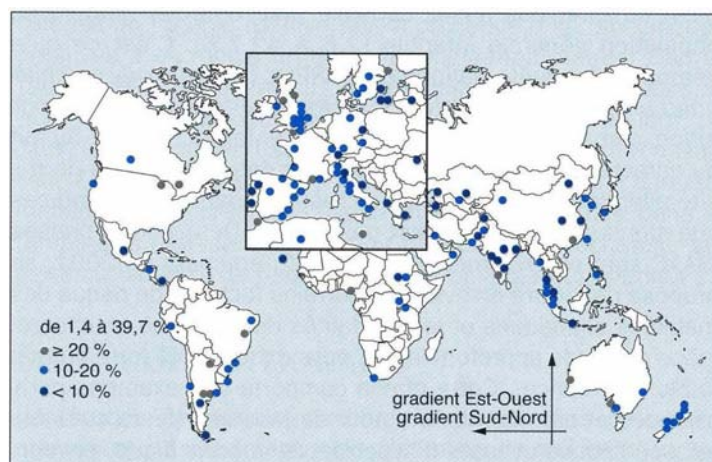 de 1,4 à 39,7 %
≥ 20 %
10-20 %
< 10 %
gradient Est-Ouest
gradient Sud-Nord